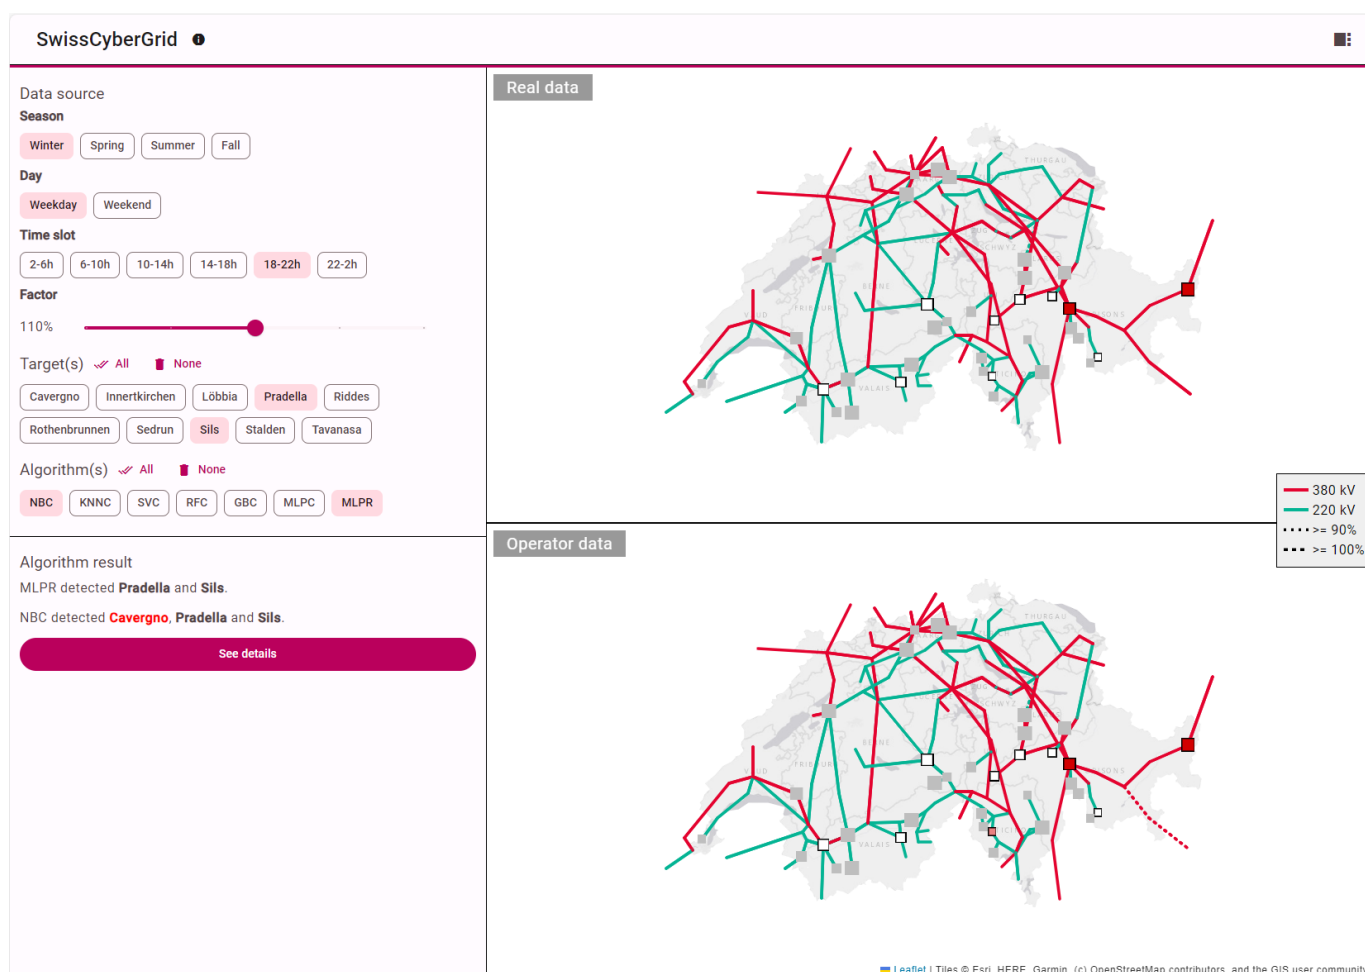 SwissCyberGrid
Data source
Season
Winter Spring Summer Fall
Day
Weekday Weekend
Time slot
2-6h 6-10h 10-14h 14-18h 18-22h 22-2h
Factor
110%
Target(s) All None
Cavergno Innertkirchen Löbbia Pradella Riddes
Rothenbrunnen Sedrun Sils Stalden Tavanasa
Algorithm(s) All None
NBC KNNC SVC RFC GBC MLPC MLPR
Algorithm result
MLPR detected Pradella and Sils.
NBC detected Cavergno, Pradella and Sils.
See details
Real data
THURGAU
BERNE
VALAIS
380 kV
220 kV
>= 90%
>= 100%
Operator data
THURGAU
SCHWYZ
BERNE
VALAIS
Leaflet | Tiles © Esri, HERE, Garmin, (c) OpenStreetMap contributors, and the GIS user community